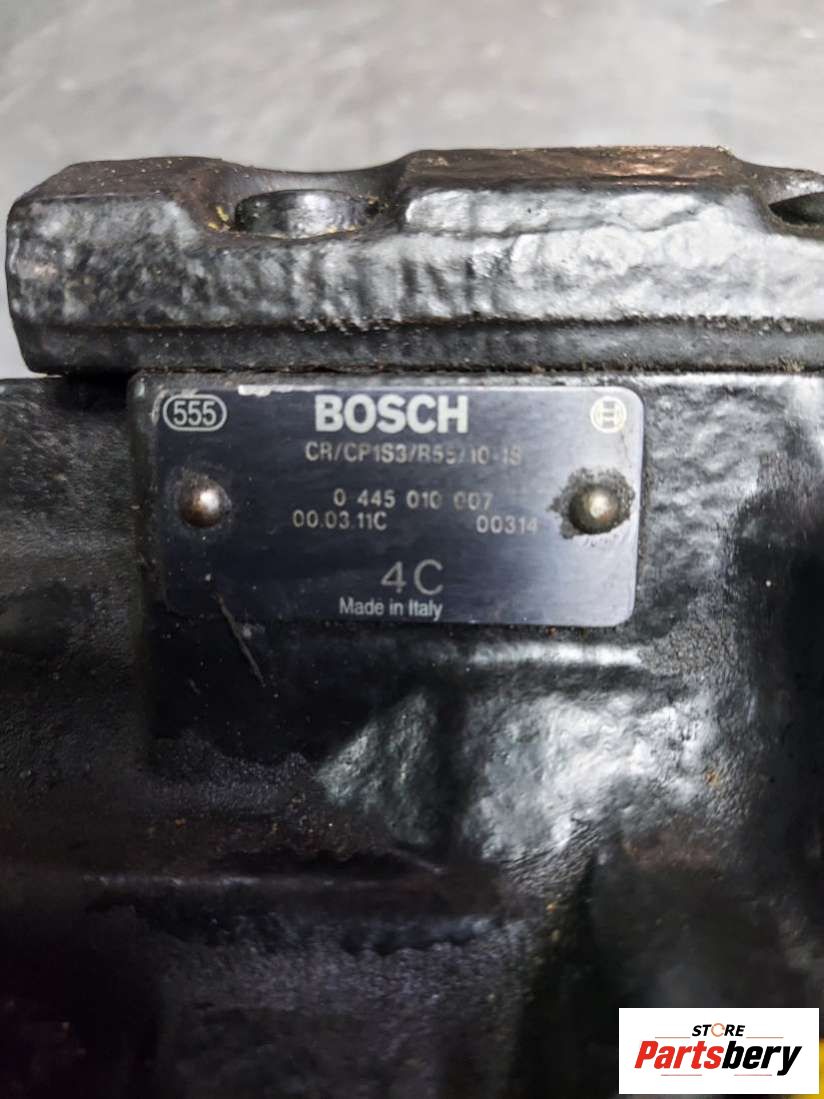 555 BOSCH
CR/CP1S3/R55/10-1S
0 445 010 007
00.03.11C 00314
4C
Made in Italy
STORE
Partsbery